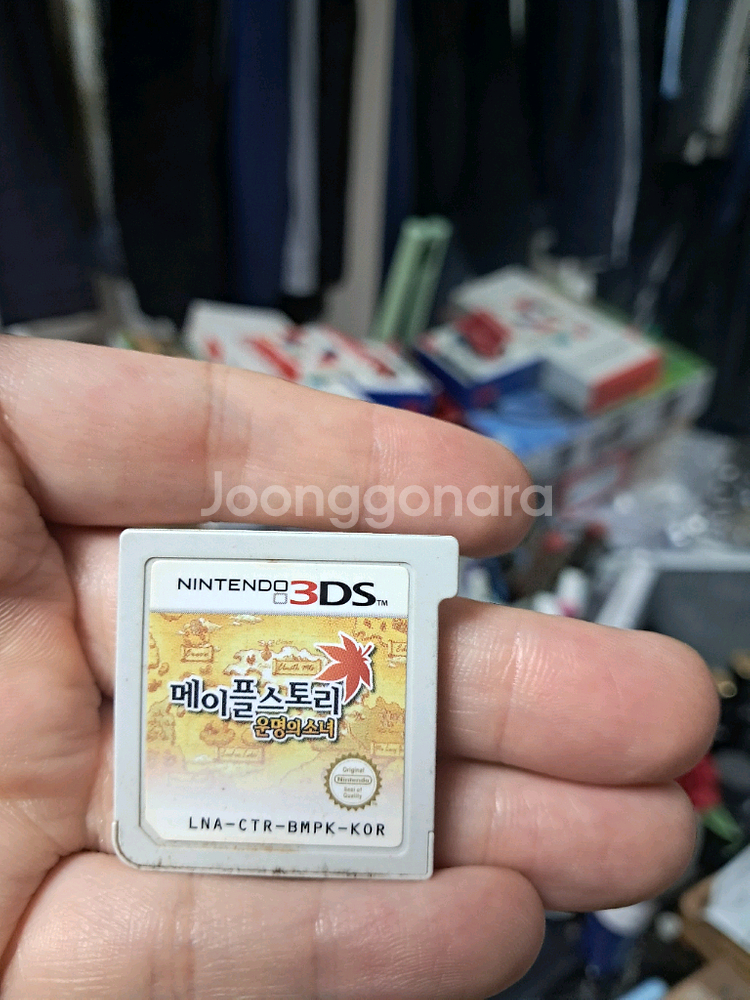 Joonggonara
NINTENDO 3DS™
메이플스토리
운명의 소녀
Original
Nintendo
Seal of
Quality
LNA-CTR-BMPK-KOR